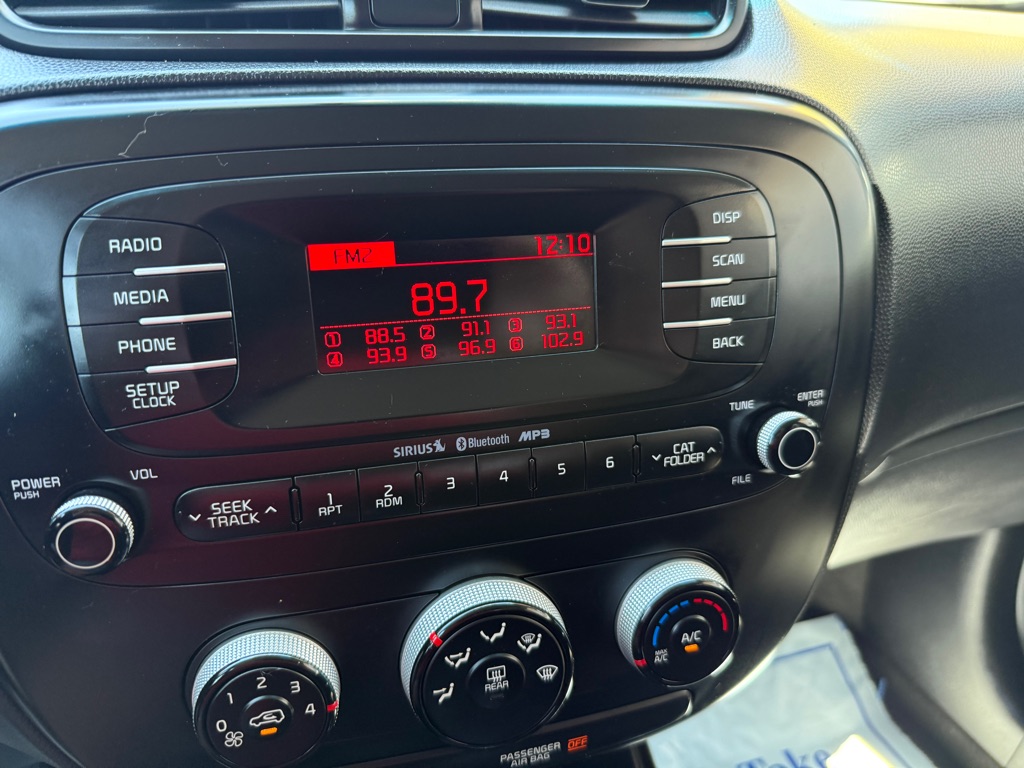 RADIO
MEDIA
PHONE
SETUP
CLOCK
FM2 12:10
89.7
1 88.5 2 91.1 3 93.1
4 93.9 5 96.9 6 102.9
DISP
SCAN
MENU
BACK
SIRIUS Bluetooth MP3
TUNE
ENTER
PUSH
FILE
POWER
PUSH
VOL
SEEK
TRACK
1
RPT
2
RDM
3
4
5
6
CAT
FOLDER
0 1 2 3 4
REAR
MAX
A/C
A/C
PASSENGER
AIR BAG
OFF
Take